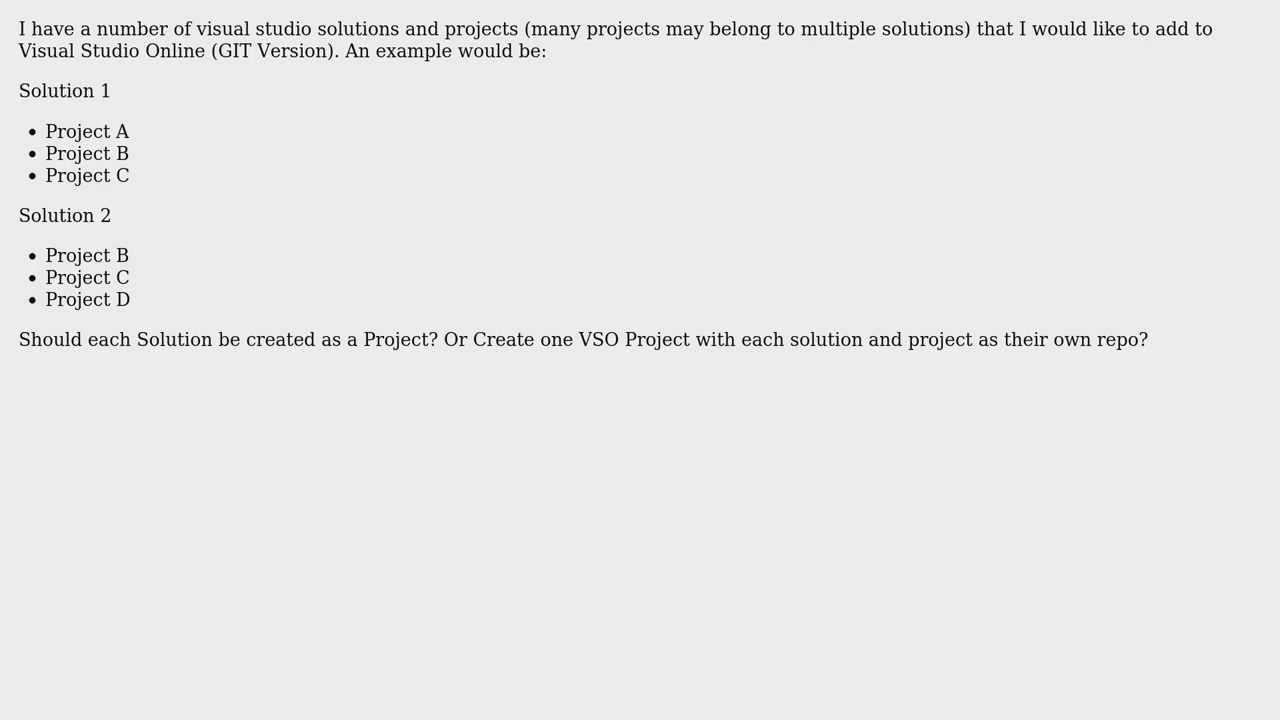 I have a number of visual studio solutions and projects (many projects may belong to multiple solutions) that I would like to add to
Visual Studio Online (GIT Version). An example would be:
Solution 1
• Project A
• Project B
• Project C
Solution 2
• Project B
• Project C
• Project D
Should each Solution be created as a Project? Or Create one VSO Project with each solution and project as their own repo?